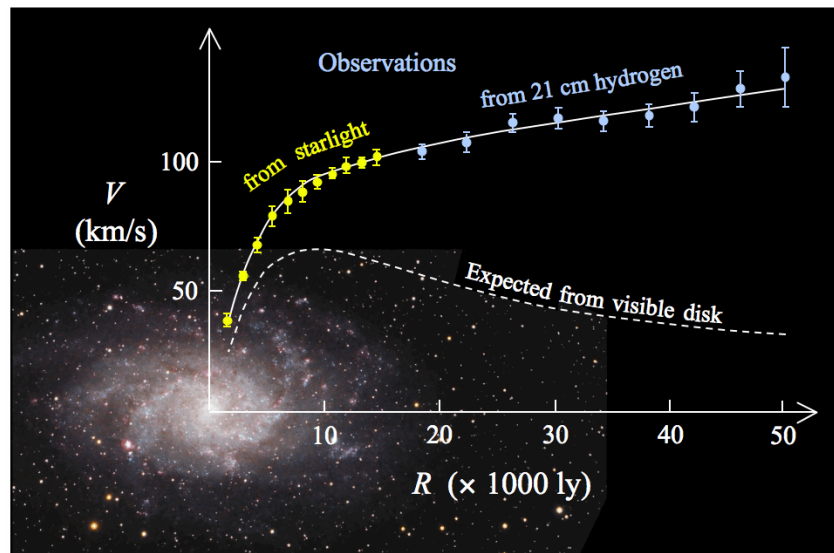 Observations
from 21 cm hydrogen
from starlight
100
V
(km/s)
50
Expected from visible disk
10
20
30
40
50
R (× 1000 ly)